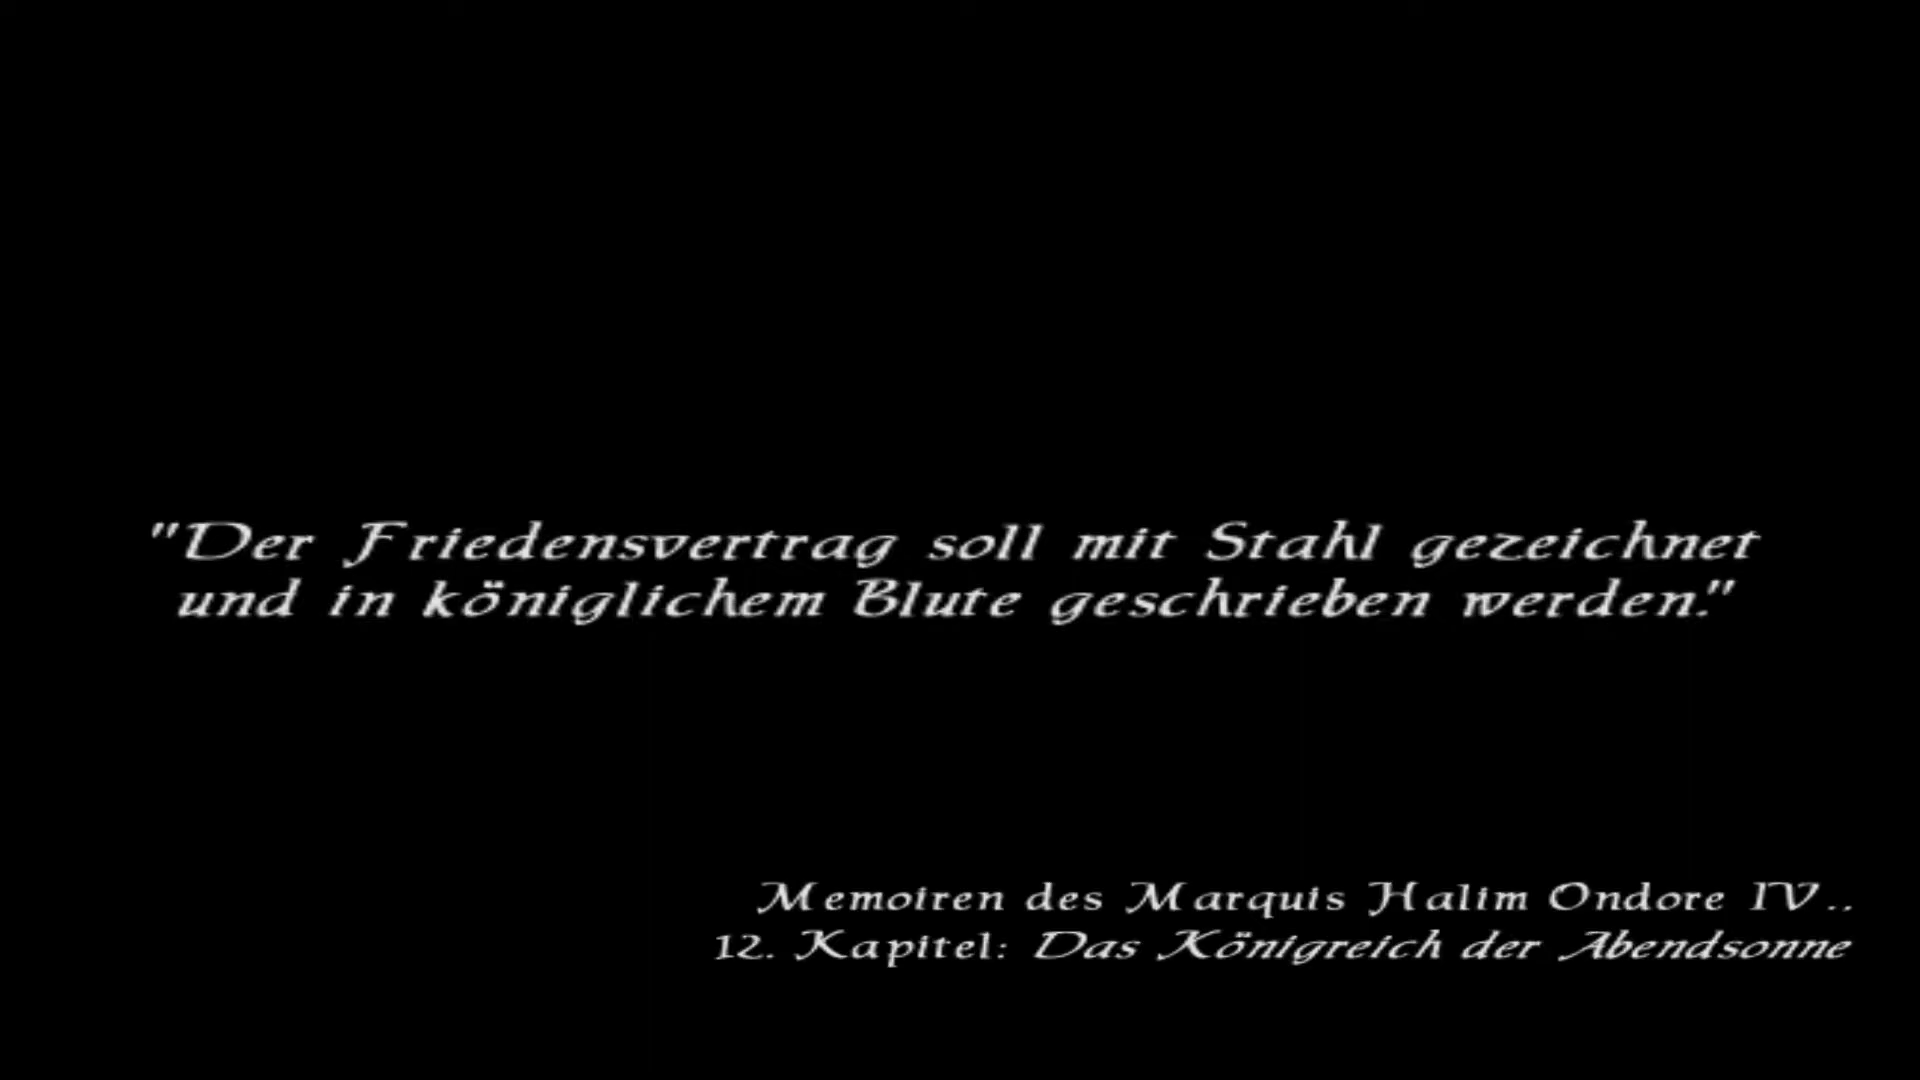 "Der Friedensvertrag soll mit Stahl gezeichnet
und in königlichem Blute geschrieben werden."
Memoiren des Marquis Halim Ondore IV..
12. Kapitel: Das Königreich der Abendsonne